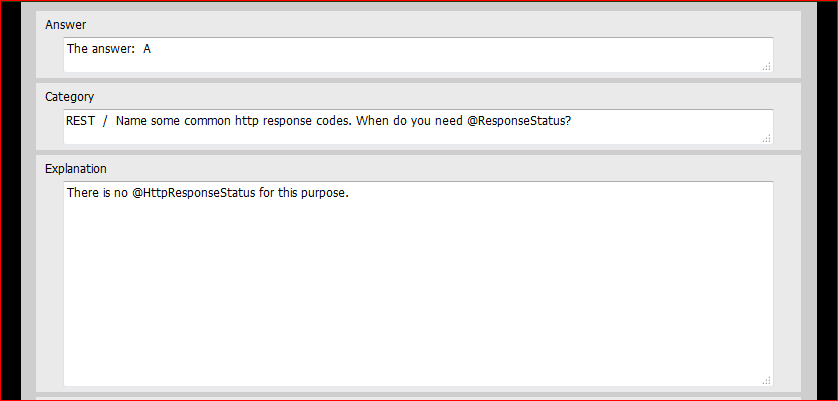 Answer
The answer:  A
Category
REST  /  Name some common http response codes. When do you need @ResponseStatus?
Explanation
There is no @HttpResponseStatus for this purpose.